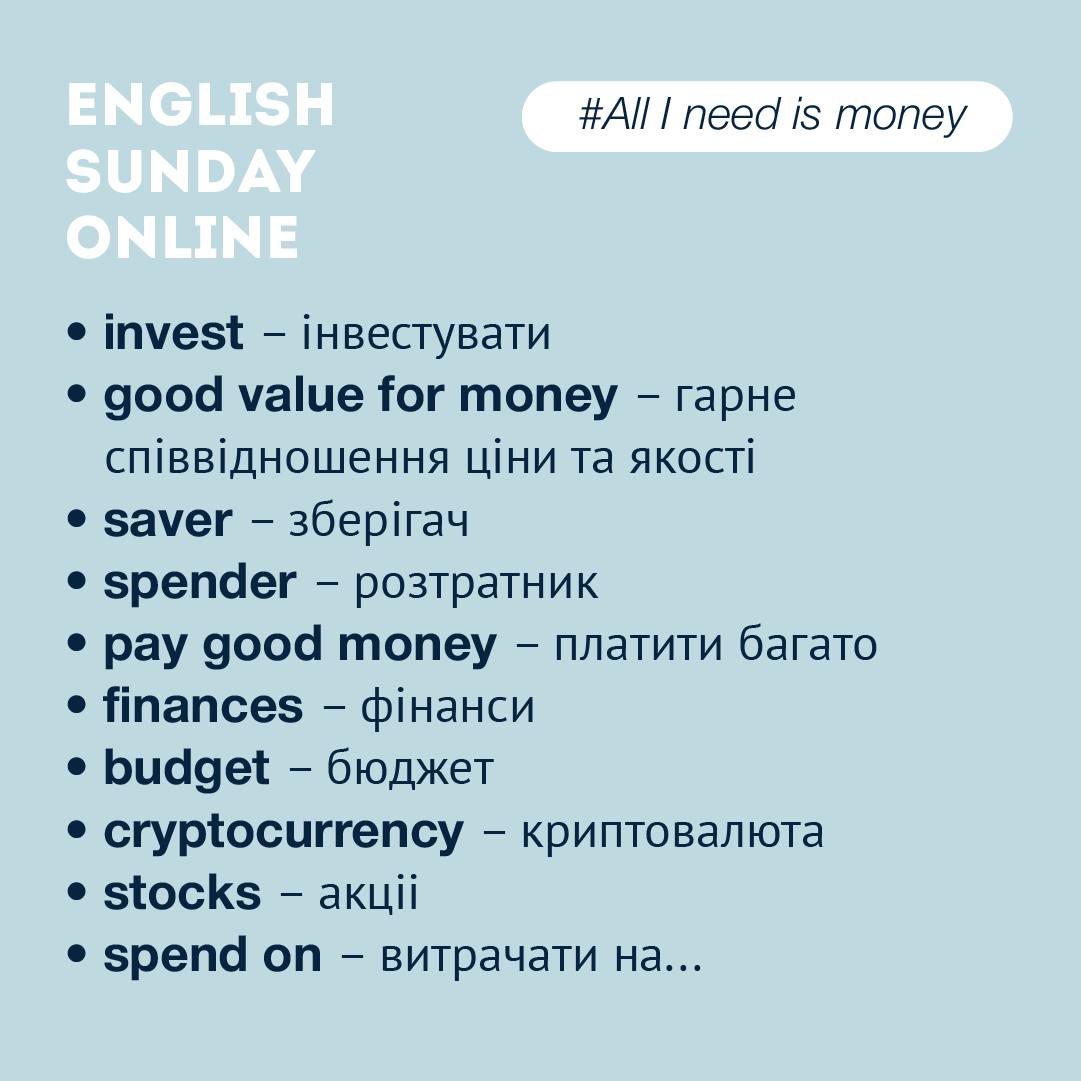 ENGLISH
SUNDAY
ONLINE
#All I need is money
• invest – інвестувати
• good value for money – гарне
співвідношення ціни та якості
• saver – зберігач
• spender – розтратник
• pay good money – платити багато
• finances – фінанси
• budget – бюджет
• cryptocurrency – криптовалюта
• stocks – акціі
• spend on – витрачати на...